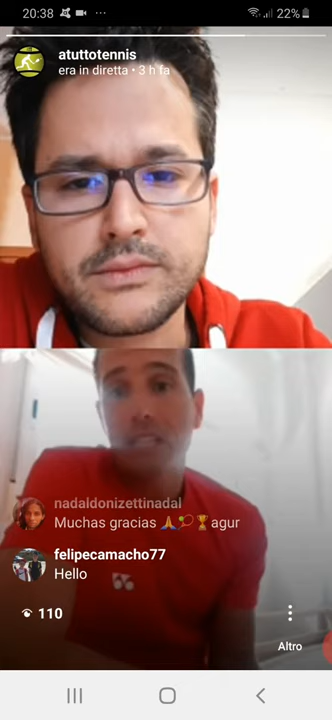 20:38
22%
atuttotennis
era in diretta • 3 h fa
nadaldonizettinadal
Muchas gracias 🙏🎾🏆agur
felipecamacho77
Hello
110
Altro